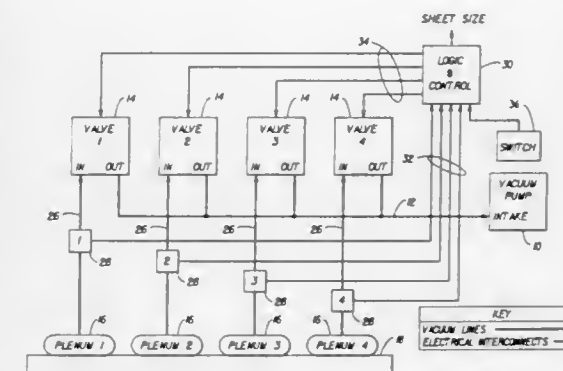 SHEET SIZE
34
LOGIC
&
CONTROL
30
14
14
14
14
VALVE
1
VALVE
2
VALVE
3
VALVE
4
36
SWITCH
IN OUT
IN OUT
IN OUT
IN OUT
32
VACUUM
PUMP
INTAKE
10
12
26
26
26
26
1
28
2
28
3
28
4
28
KEY
VACUUM LINES
ELECTRICAL INTERCONNECTS
16
16
16
16
PLENUM 1
PLENUM 2
PLENUM 3
PLENUM 4
18